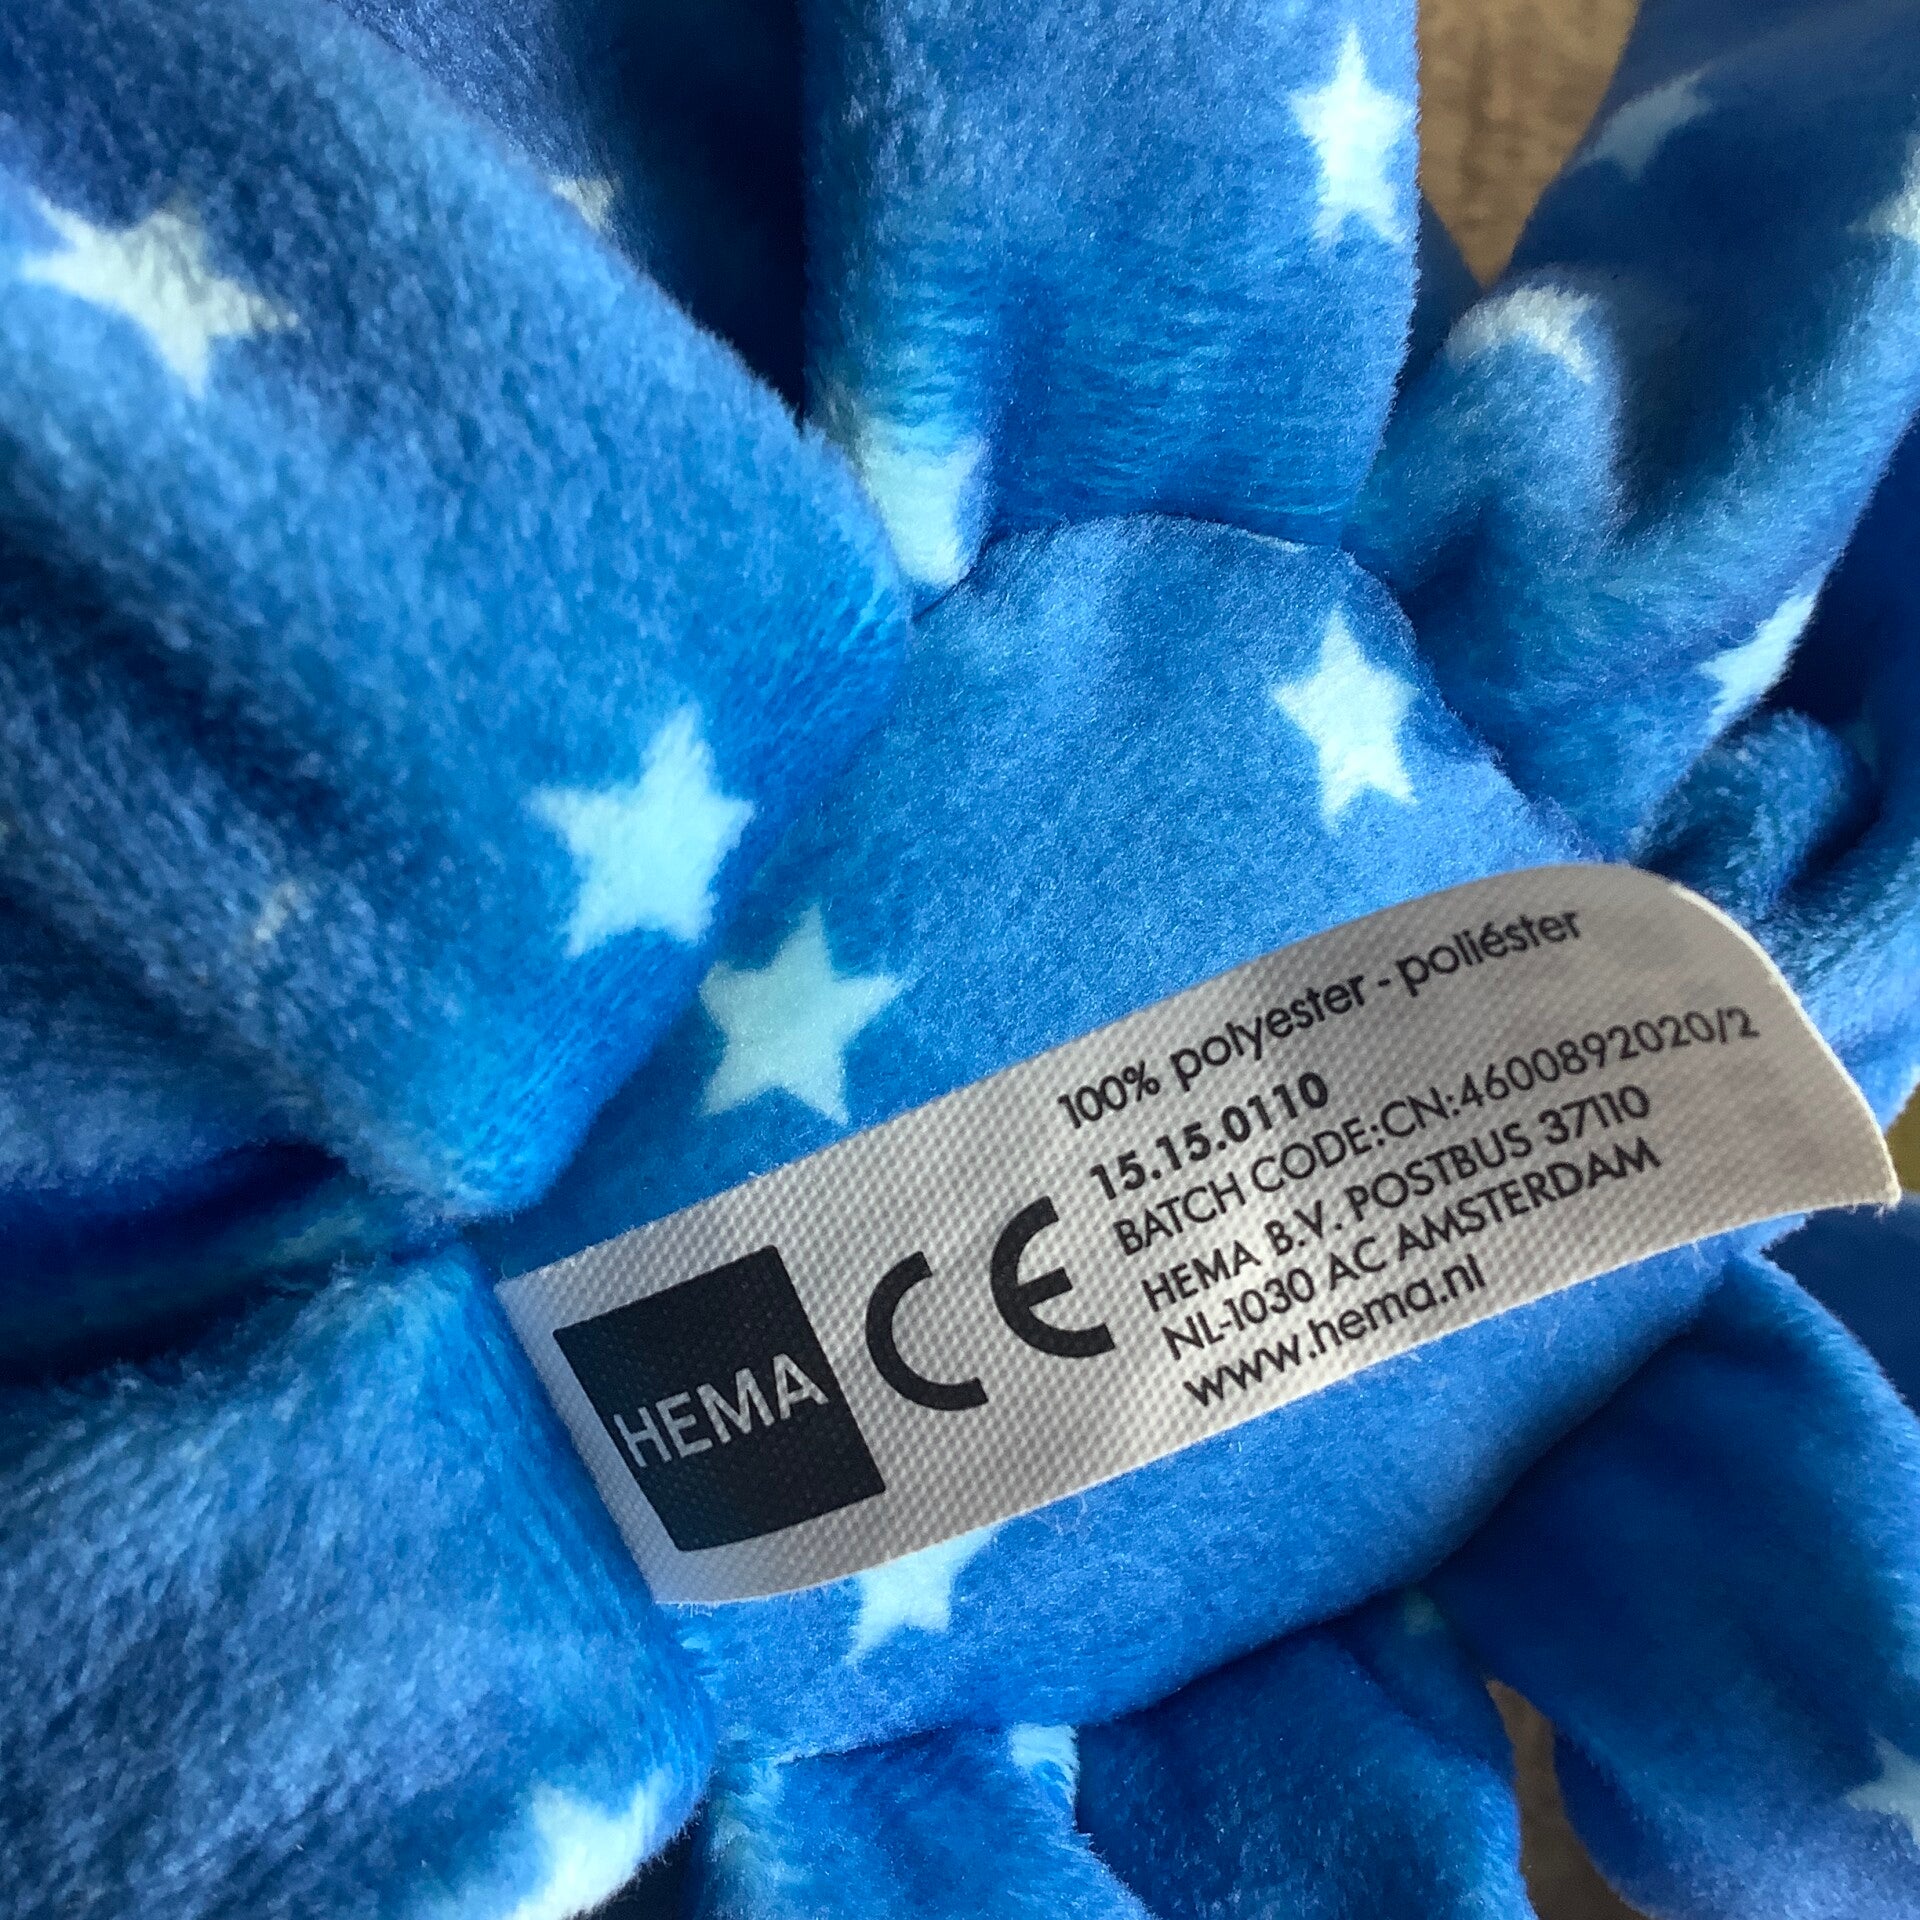 HEMA
CE
100% polyester - poliéster
15.15.0110
BATCH CODE:CN:4600892020/2
HEMA B.V. POSTBUS 37110
NL-1030 AC AMSTERDAM
www.hema.nl